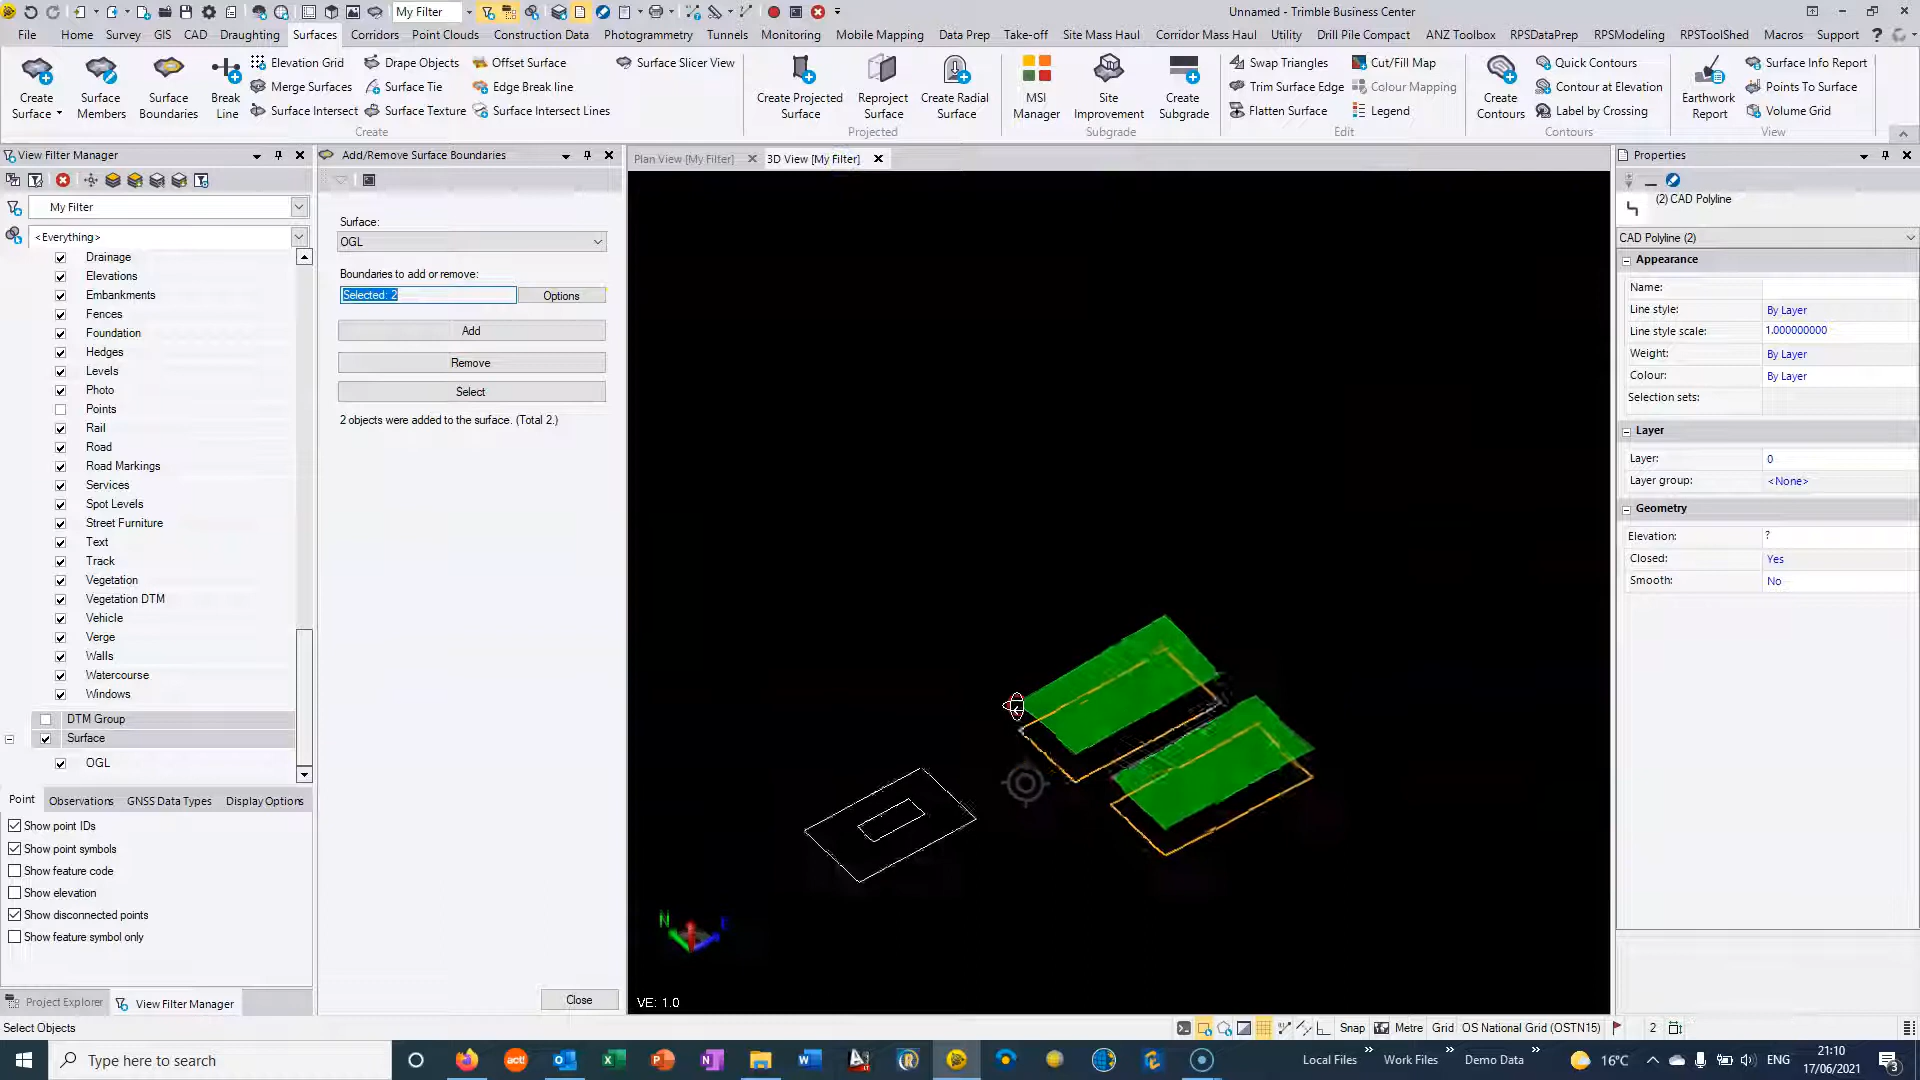 My Filter
Unnamed - Trimble Business Center
File Home Survey GIS CAD Draughting Surfaces Corridors Point Clouds Construction Data Photogrammetry Tunnels Monitoring Mobile Mapping Data Prep Take-off Site Mass Haul Corridor Mass Haul Utility Drill Pile Compact ANZ Toolbox RPSDataPrep RPSModeling RPSToolShed Macros Support
Create Surface
Surface Members
Surface Boundaries
Break Line
Elevation Grid
Merge Surfaces
Surface Intersect
Drape Objects
Surface Tie
Surface Texture
Offset Surface
Edge Break line
Surface Intersect Lines
Create
Surface Slicer View
Create Projected Surface
Reproject Surface
Create Radial Surface
Projected
MSI Manager
Site Improvement
Create Subgrade
Subgrade
Swap Triangles
Trim Surface Edge
Flatten Surface
Cut/Fill Map
Colour Mapping
Legend
Edit
Create Contours
Quick Contours
Contour at Elevation
Label by Crossing
Contours
Earthwork Report
Surface Info Report
Points To Surface
Volume Grid
View
View Filter Manager
My Filter
<Everything>
Drainage
Elevations
Embankments
Fences
Foundation
Hedges
Levels
Photo
Points
Rail
Road
Road Markings
Services
Spot Levels
Street Furniture
Text
Track
Vegetation
Vegetation DTM
Vehicle
Verge
Walls
Watercourse
Windows
DTM Group
Surface
OGL
Point Observations GNSS Data Types Display Options
Show point IDs
Show point symbols
Show feature code
Show elevation
Show disconnected points
Show feature symbol only
Project Explorer View Filter Manager
Add/Remove Surface Boundaries
Surface:
OGL
Boundaries to add or remove:
Selected: 2 Options
Add
Remove
Select
2 objects were added to the surface. (Total 2.)
Close
Plan View [My Filter] 3D View [My Filter]
N E
VE: 1.0
Properties
(2) CAD Polyline
CAD Polyline (2)
Appearance
Name:
Line style: By Layer
Line style scale: 1.000000000
Weight: By Layer
Colour: By Layer
Selection sets:
Layer
Layer: 0
Layer group: <None>
Geometry
Elevation: ?
Closed: Yes
Smooth: No
Select Objects
Snap Metre Grid OS National Grid (OSTN15) 2
Type here to search
act!
Local Files » Work Files » Demo Data »
16°C ENG
21:10
17/06/2021
3